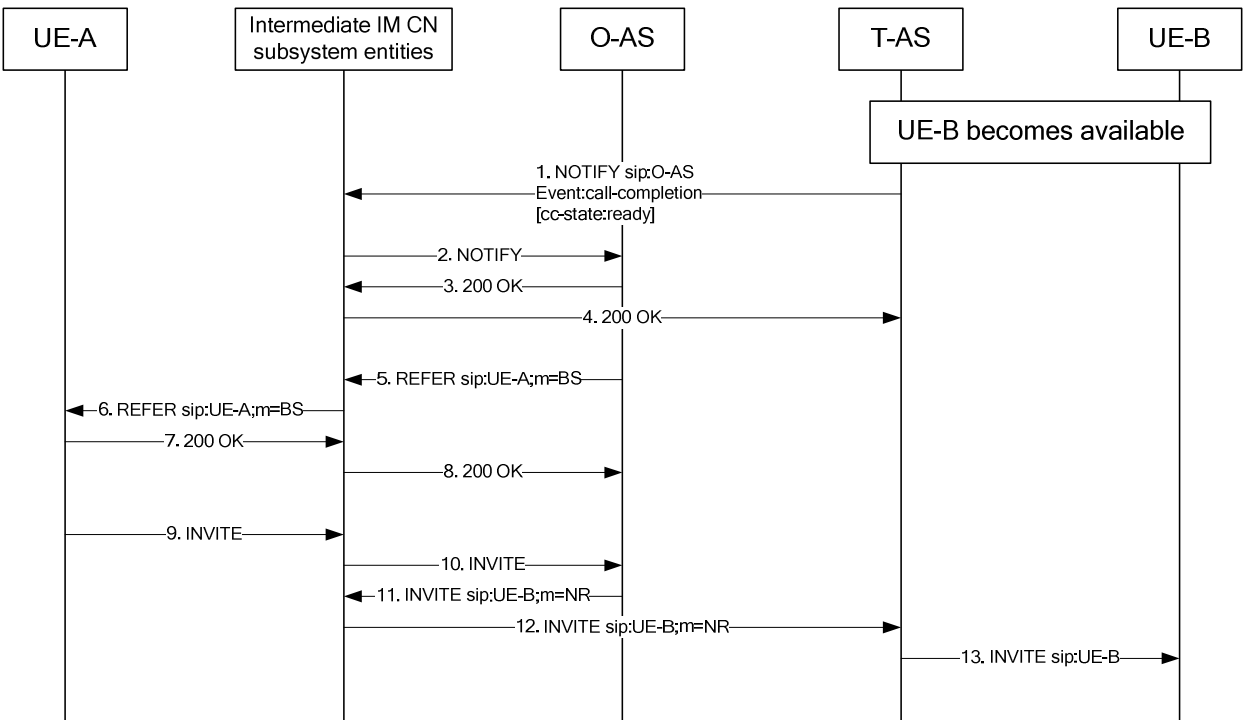 UE-A
Intermediate IM CN
subsystem entities
O-AS
T-AS
UE-B
UE-B becomes available
1. NOTIFY sip:O-AS
Event:call-completion
[cc-state:ready]
2. NOTIFY
3. 200 OK
4. 200 OK
5. REFER sip:UE-A;m=BS
6. REFER sip:UE-A;m=BS
7. 200 OK
8. 200 OK
9. INVITE
10. INVITE
11. INVITE sip:UE-B;m=NR
12. INVITE sip:UE-B;m=NR
13. INVITE sip:UE-B